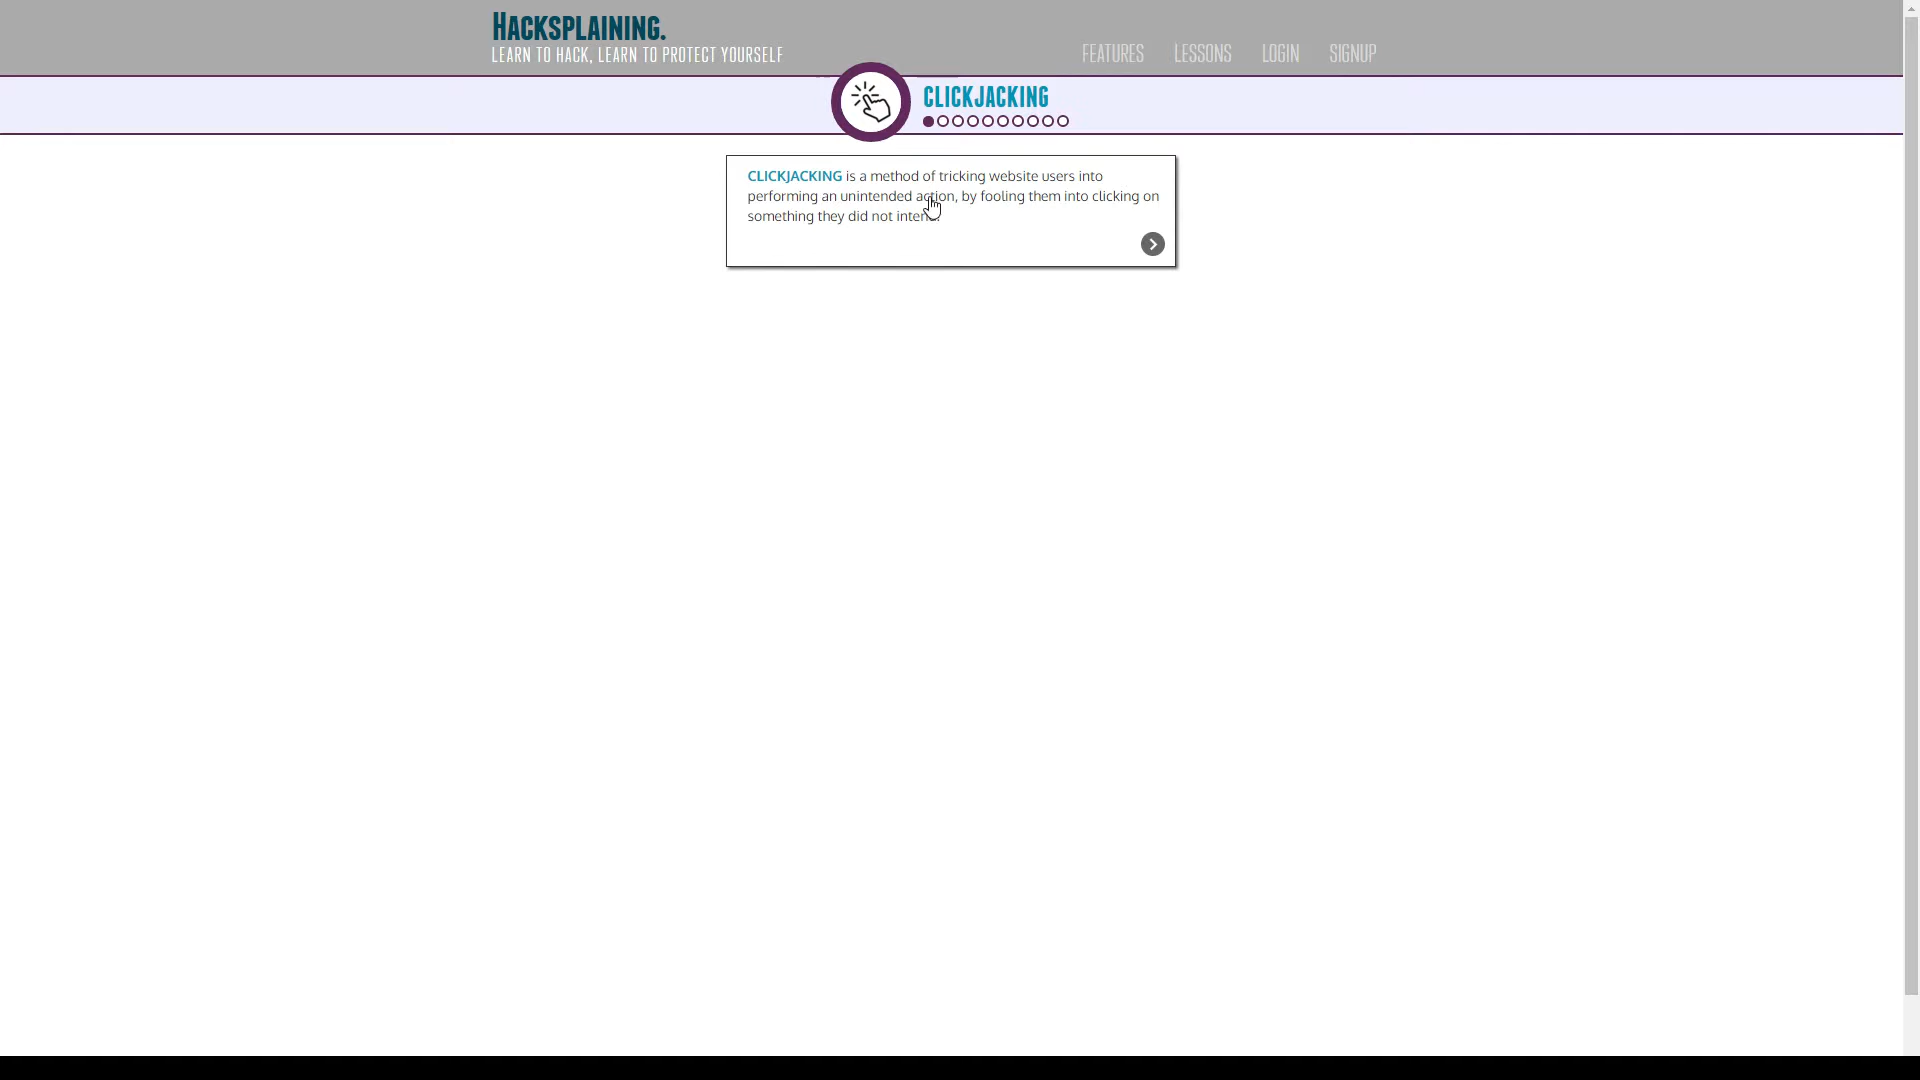 HACKSPLAINING.
LEARN TO HACK, LEARN TO PROTECT YOURSELF
FEATURES LESSONS LOGIN SIGNUP
CLICKJACKING
CLICKJACKING is a method of tricking website users into
performing an unintended action, by fooling them into clicking on
something they did not intend.